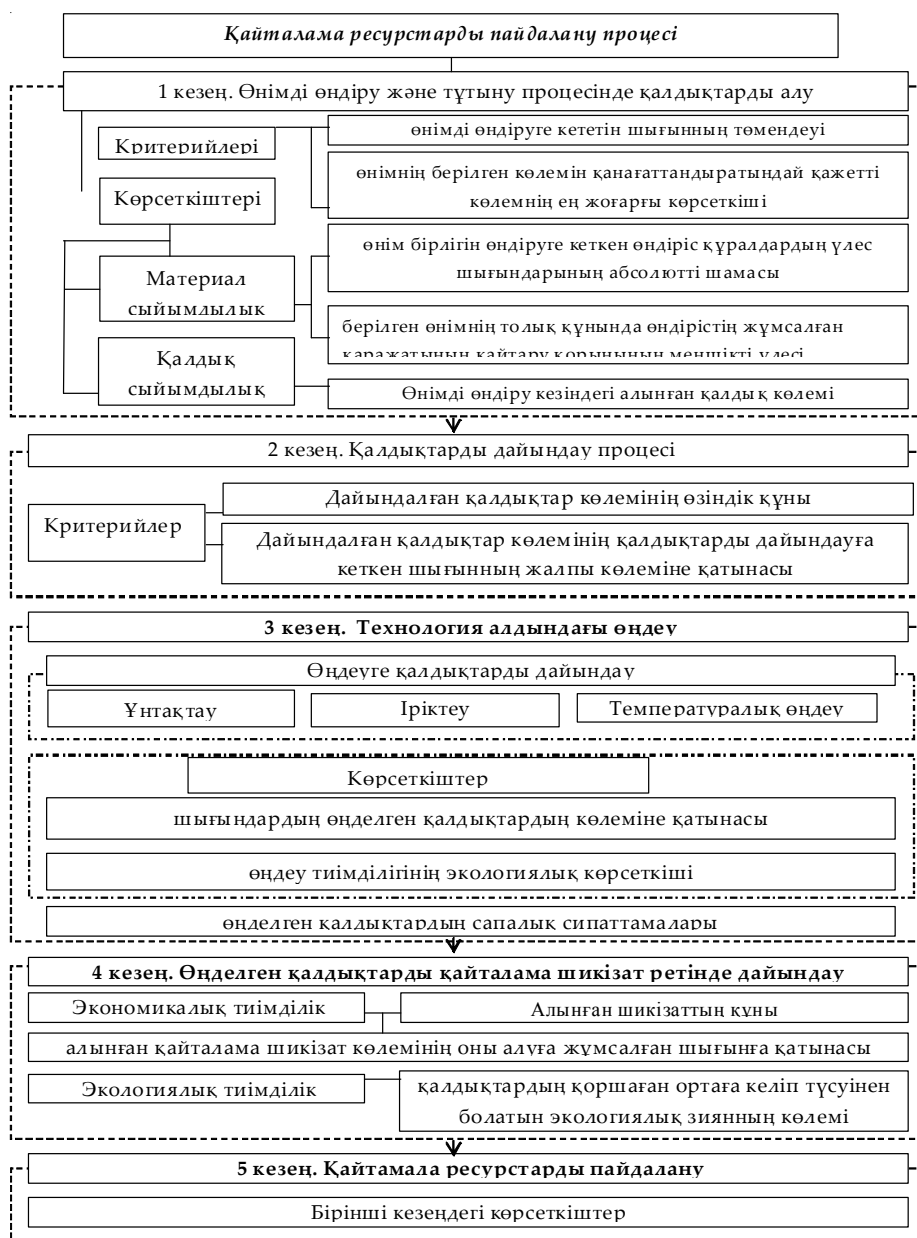 Қайталама ресурстарды пайдалану процесі
1 кезең. Өнімді өндіру және тұтыну процесінде қалдықтарды алу
Критерийлері
өнімді өндіруге кететін шығынның төмендеуі
өнімнің берілген көлемін қанағаттандыратындай қажетті
көлемнің ең жоғарғы көрсеткіші
Көрсеткіштері
өнім бірлігін өндіруге кеткен өндіріс құралдардың үлес
шығындарының абсолютті шамасы
Материал
сыйымдылық
берілген өнімнің толық құнында өндірістің жұмсалған
қаражатының қайтару қорынының меншікті үлесі
Қалдық
сыйымдылық
Өнімді өндіру кезіндегі алынған қалдық көлемі
2 кезең. Қалдықтарды дайындау процесі
Критерийлер
Дайындалған қалдықтар көлемінің өзіндік құны
Дайындалған қалдықтар көлемінің қалдықтарды дайындауға
кеткен шығынның жалпы көлеміне қатынасы
3 кезең. Технология алдындағы өңдеу
Өңдеуге қалдықтарды дайындау
Ұнтақтау
Іріктеу
Температуралық өңдеу
Көрсеткіштер
шығындардың өңделген қалдықтардың көлеміне қатынасы
өңдеу тиімділігінің экологиялық көрсеткіші
өңделген қалдықтардың сапалық сипаттамалары
4 кезең. Өңделген қалдықтарды қайталама шикізат ретінде дайындау
Экономикалық тиімділік
Алынған шикізаттың құны
алынған қайталама шикізат көлемінің оны алуға жұмсалған шығынға қатынасы
Экологиялық тиімділік
қалдықтардың қоршаған ортаға келіп түсуінен
болатын экологиялық зиянның көлемі
5 кезең. Қайтамала ресурстарды пайдалану
Бірінші кезеңдегі көрсеткіштер